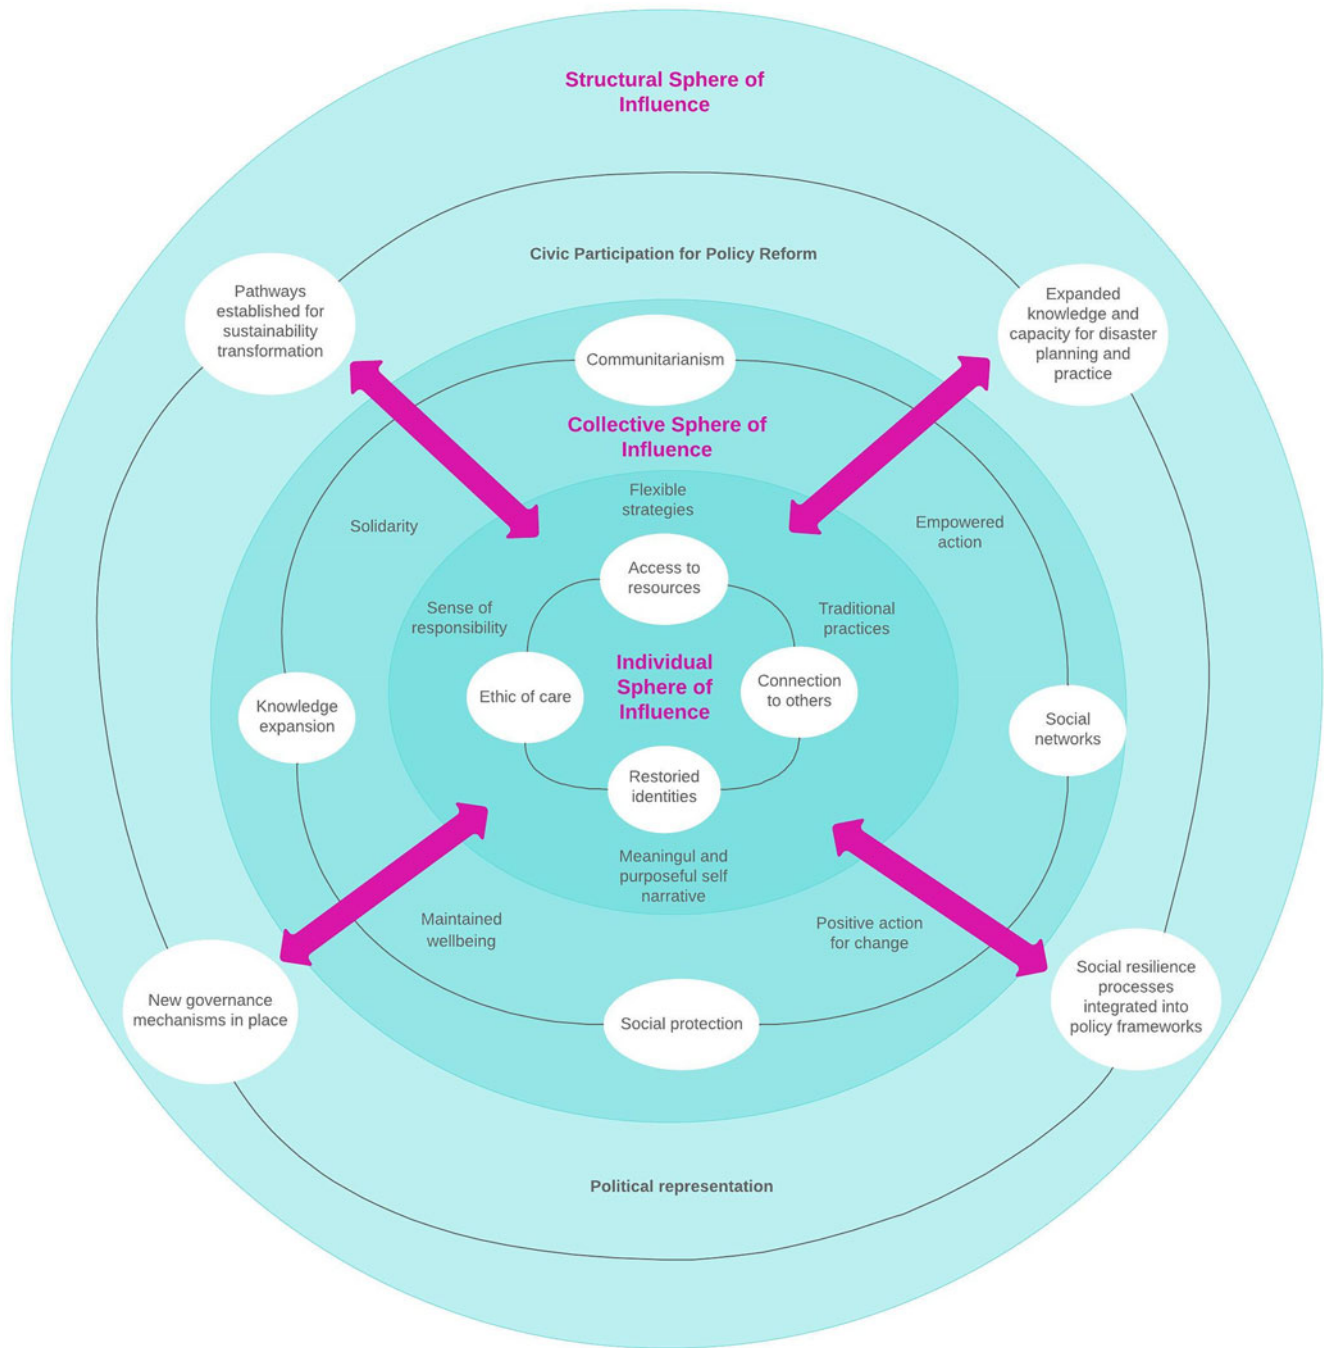 Structural Sphere of
Influence
Civic Participation for Policy Reform
Pathways
established for
sustainability
transformation
Expanded
knowledge and
capacity for disaster
planning and
practice
Communitarianism
Collective Sphere of
Influence
Flexible
strategies
Solidarity
Empowered
action
Access to
resources
Sense of
responsibility
Traditional
practices
Individual
Sphere of
Influence
Ethic of care
Connection
to others
Knowledge
expansion
Social
networks
Restoried
identities
Meaningul and
purposeful self
narrative
Maintained
wellbeing
Positive action
for change
New governance
mechanisms in place
Social protection
Social resilience
processes
integrated into
policy frameworks
Political representation